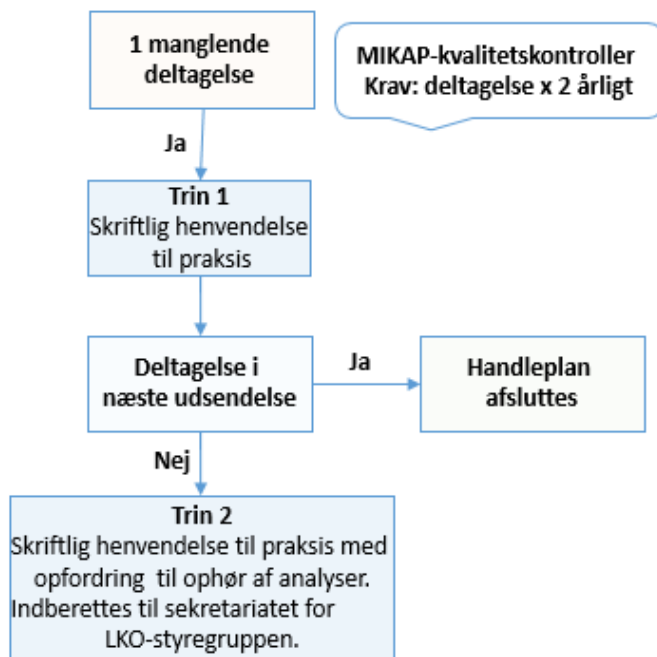 1 manglende
deltagelse
MIKAP-kvalitetskontroller
Krav: deltagelse x 2 årligt
Ja
Trin 1
Skriftlig henvendelse
til praksis
Deltagelse i
næste udsendelse
Ja
Handleplan
afsluttes
Nej
Trin 2
Skriftlig henvendelse til praksis med
opfordring til ophør af analyser.
Indberettes til sekretariatet for
LKO-styregruppen.